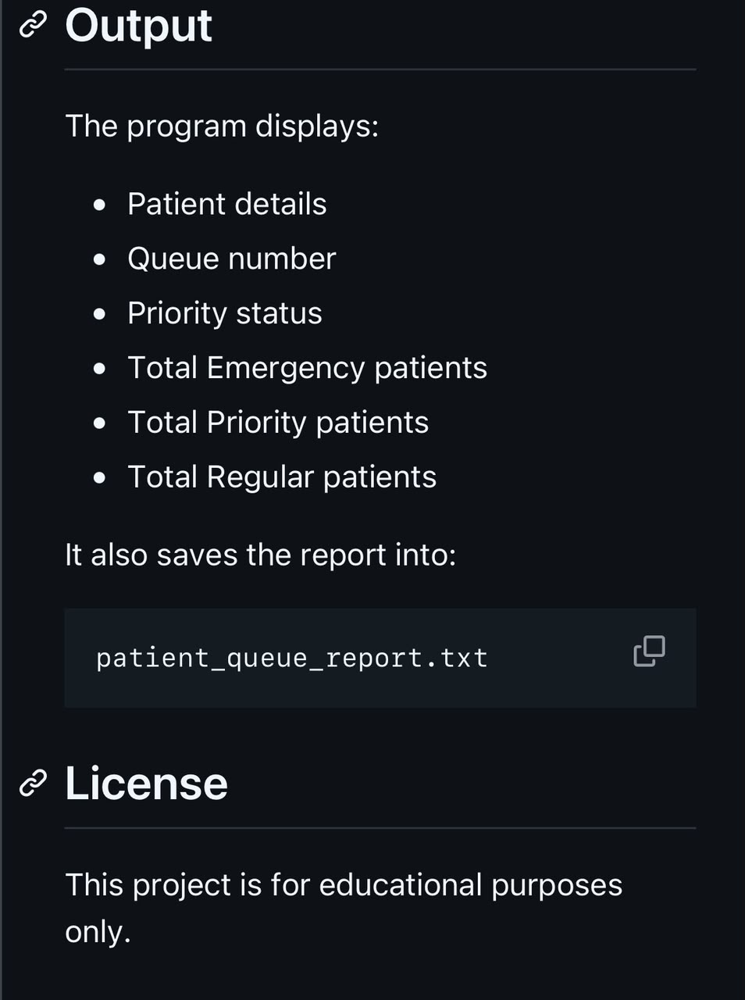 Output
The program displays:
Patient details
Queue number
Priority status
Total Emergency patients
Total Priority patients
Total Regular patients
It also saves the report into:
patient_queue_report.txt
License
This project is for educational purposes
only.